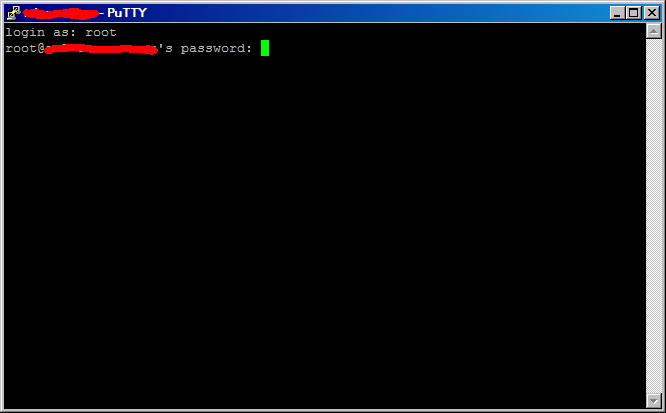 - PuTTY
login as: root
root@ 's password: